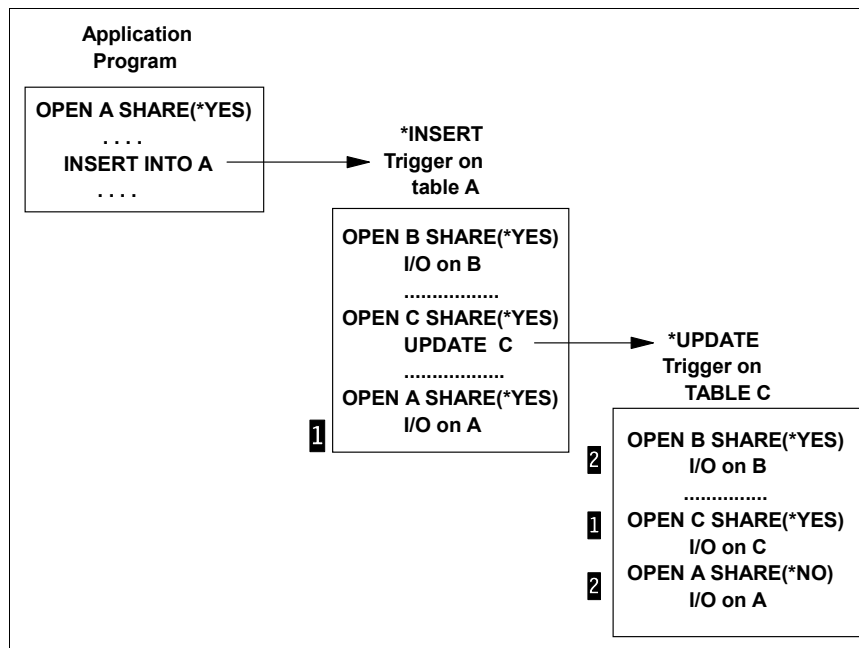 Application
Program
OPEN A SHARE(*YES)
. . . .
INSERT INTO A
. . . .
*INSERT
Trigger on
table A
OPEN B SHARE(*YES)
I/O on B
.................
OPEN C SHARE(*YES)
UPDATE C
..................
OPEN A SHARE(*YES)
1 I/O on A
*UPDATE
Trigger on
TABLE C
2 OPEN B SHARE(*YES)
I/O on B
...............
1 OPEN C SHARE(*YES)
I/O on C
2 OPEN A SHARE(*NO)
I/O on A